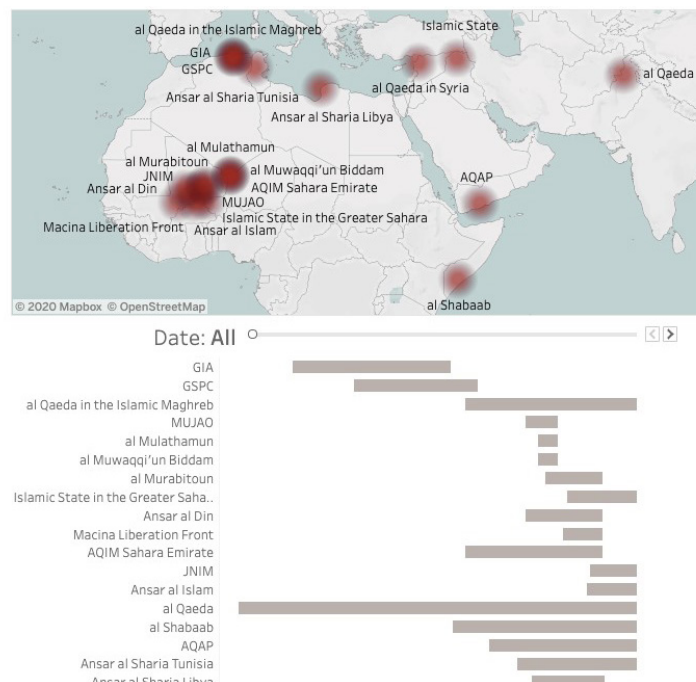 Islamic State
al Qaeda in the Islamic Maghreb
GIA
GSPC
al Qaeda
al Qaeda in Syria
Ansar al Sharia Tunisia
Ansar al Sharia Libya
al Mulathamun
al Murabitoun
al Muwaqqi'un Biddam
JNIM
AQAP
Ansar al Din
AQIM Sahara Emirate
MUJAO
Islamic State in the Greater Sahara
Macina Liberation Front
Ansar al Islam
al Shabaab
© 2020 Mapbox © OpenStreetMap
Date: All
GIA
GSPC
al Qaeda in the Islamic Maghreb
MUJAO
al Mulathamun
al Muwaqqi'un Biddam
al Murabitoun
Islamic State in the Greater Saha..
Ansar al Din
Macina Liberation Front
AQIM Sahara Emirate
JNIM
Ansar al Islam
al Qaeda
al Shabaab
AQAP
Ansar al Sharia Tunisia
Ansar al Sharia Libya